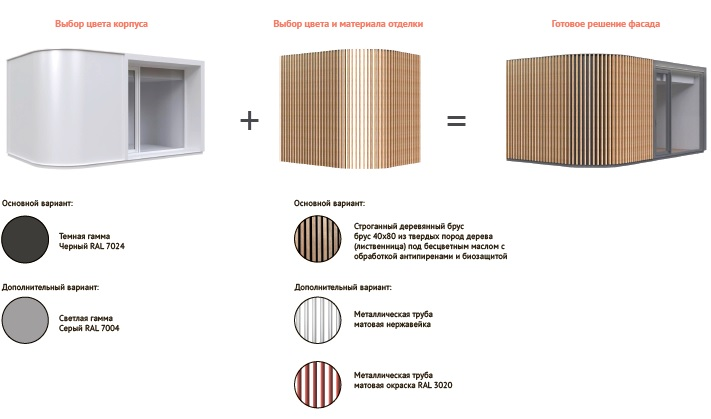 Выбор цвета корпуса
Выбор цвета и материала отделки
Готовое решение фасада
+
=
Основной вариант:
Темная гамма
Черный RAL 7024
Дополнительный вариант:
Светлая гамма
Серый RAL 7004
Основной вариант:
Строганный деревянный брус
брус 40х80 из твердых пород дерева
(лиственница) под бесцветным маслом с
обработкой антипиренами и биозащитой
Дополнительный вариант:
Металлическая труба
матовая нержавейка
Металлическая труба
матовая окраска RAL 3020